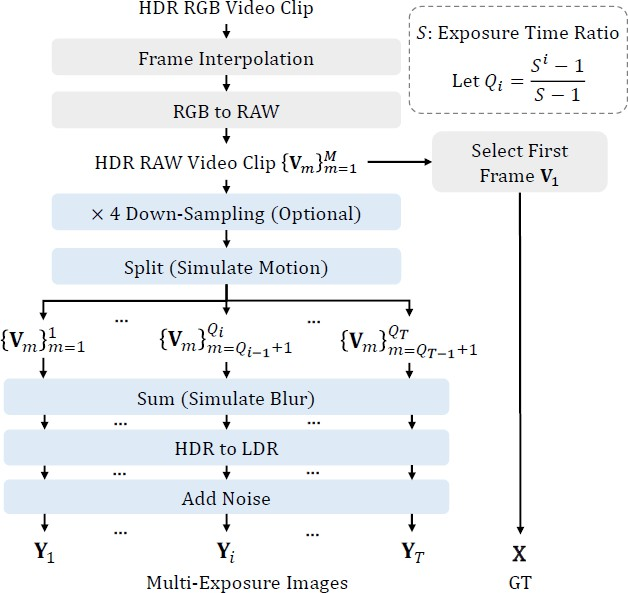 HDR RGB Video Clip
S: Exposure Time Ratio
Let Q_i = (S^i − 1) / (S − 1)
Frame Interpolation
RGB to RAW
HDR RAW Video Clip {V_m}_{m=1}^{M}
Select First
Frame V_1
× 4 Down-Sampling (Optional)
Split (Simulate Motion)
... ...
{V_m}_{m=1}^{1} {V_m}_{m=Q_{i−1}+1}^{Q_i} {V_m}_{m=Q_{T−1}+1}^{Q_T}
Sum (Simulate Blur)
... ...
HDR to LDR
... ...
Add Noise
... ...
Y_1 Y_i Y_T X
Multi-Exposure Images GT